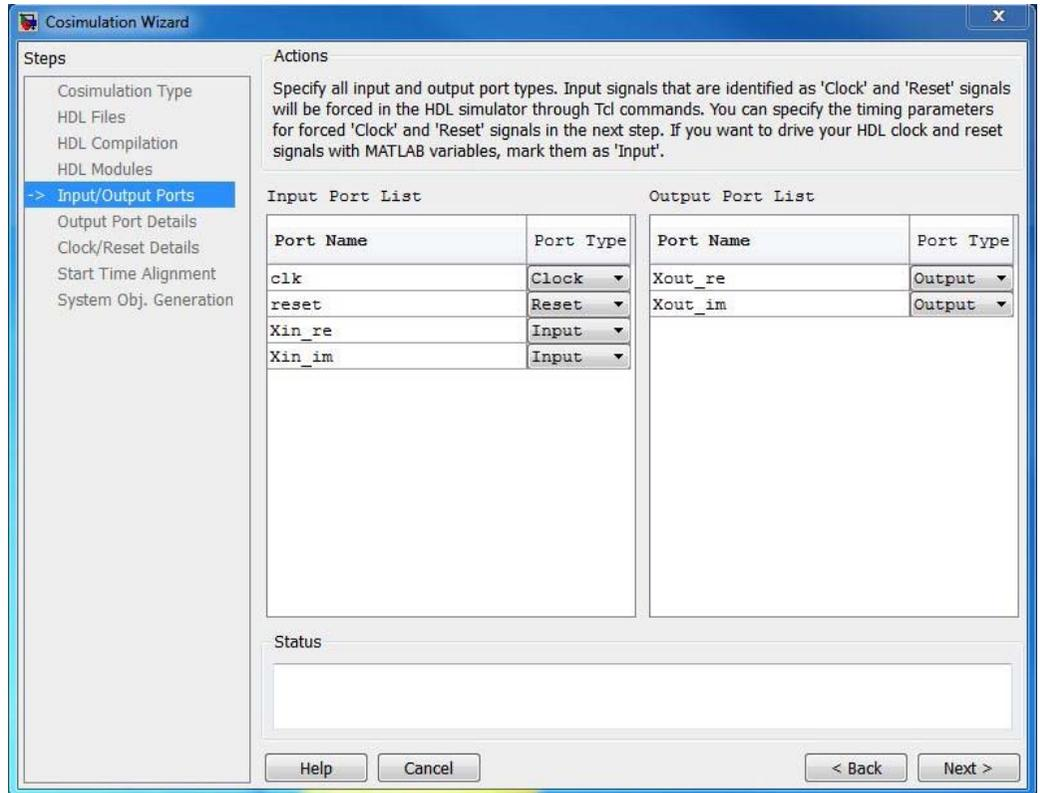 Cosimulation Wizard
x
Steps
Cosimulation Type
HDL Files
HDL Compilation
HDL Modules
-> Input/Output Ports
Output Port Details
Clock/Reset Details
Start Time Alignment
System Obj. Generation
Actions
Specify all input and output port types. Input signals that are identified as 'Clock' and 'Reset' signals
will be forced in the HDL simulator through Tcl commands. You can specify the timing parameters
for forced 'Clock' and 'Reset' signals in the next step. If you want to drive your HDL clock and reset
signals with MATLAB variables, mark them as 'Input'.
Input Port List
Port Name Port Type
clk Clock
reset Reset
Xin_re Input
Xin_im Input
Output Port List
Port Name Port Type
Xout_re Output
Xout_im Output
Status
Help Cancel < Back Next >